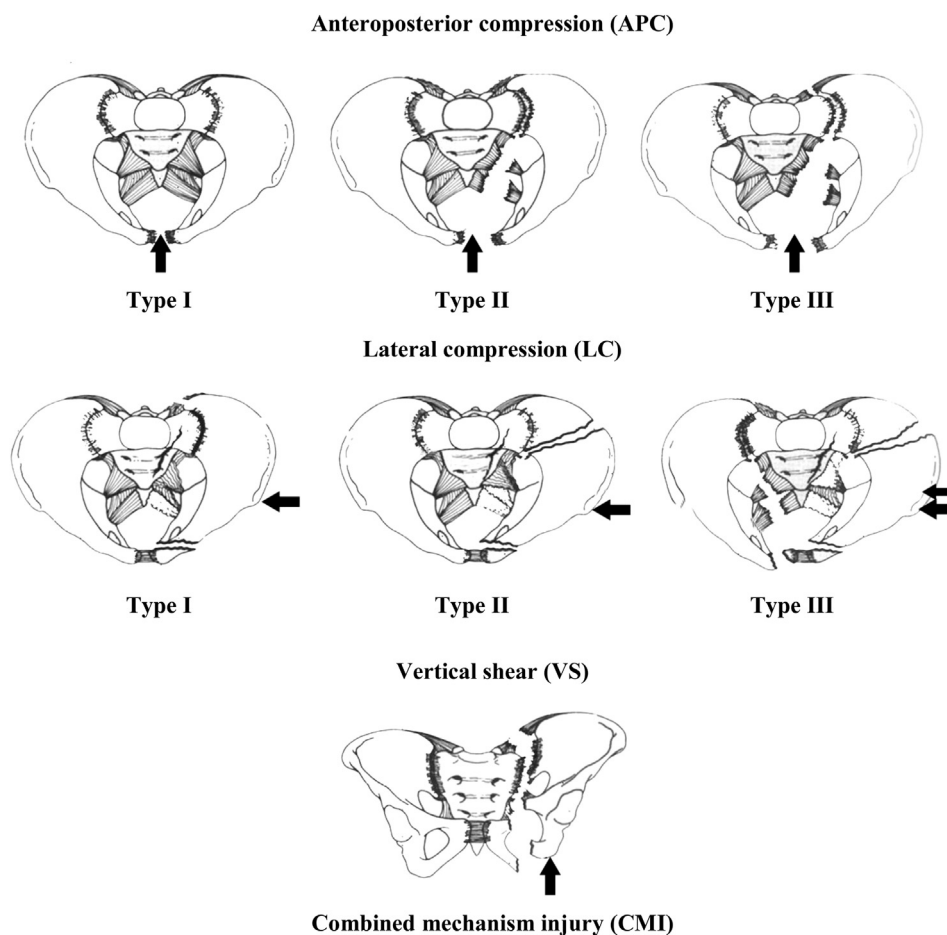 Anteroposterior compression (APC)
Type I Type II Type III
Lateral compression (LC)
Type I Type II Type III
Vertical shear (VS)
Combined mechanism injury (CMI)